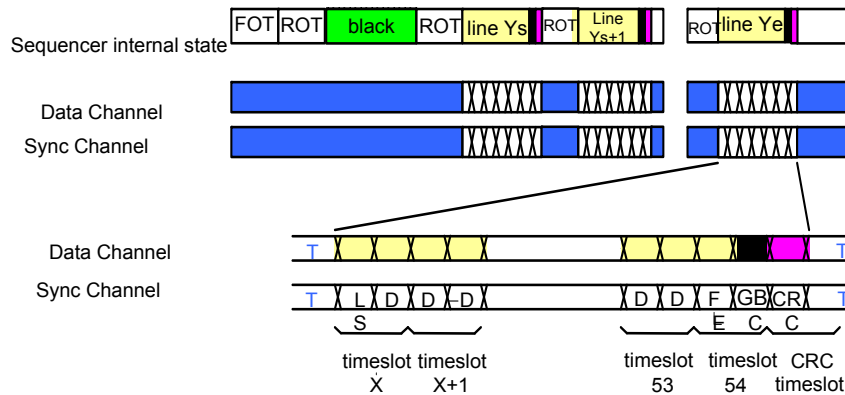 Sequencer internal state
FOT ROT black ROT line Ys ROT Line Ys+1 ROT line Ye
Data Channel
Sync Channel
Data Channel T T
Sync Channel T L S D D D D D F E GB C CR C T
timeslot X timeslot X+1 timeslot 53 timeslot 54 CRC timeslot